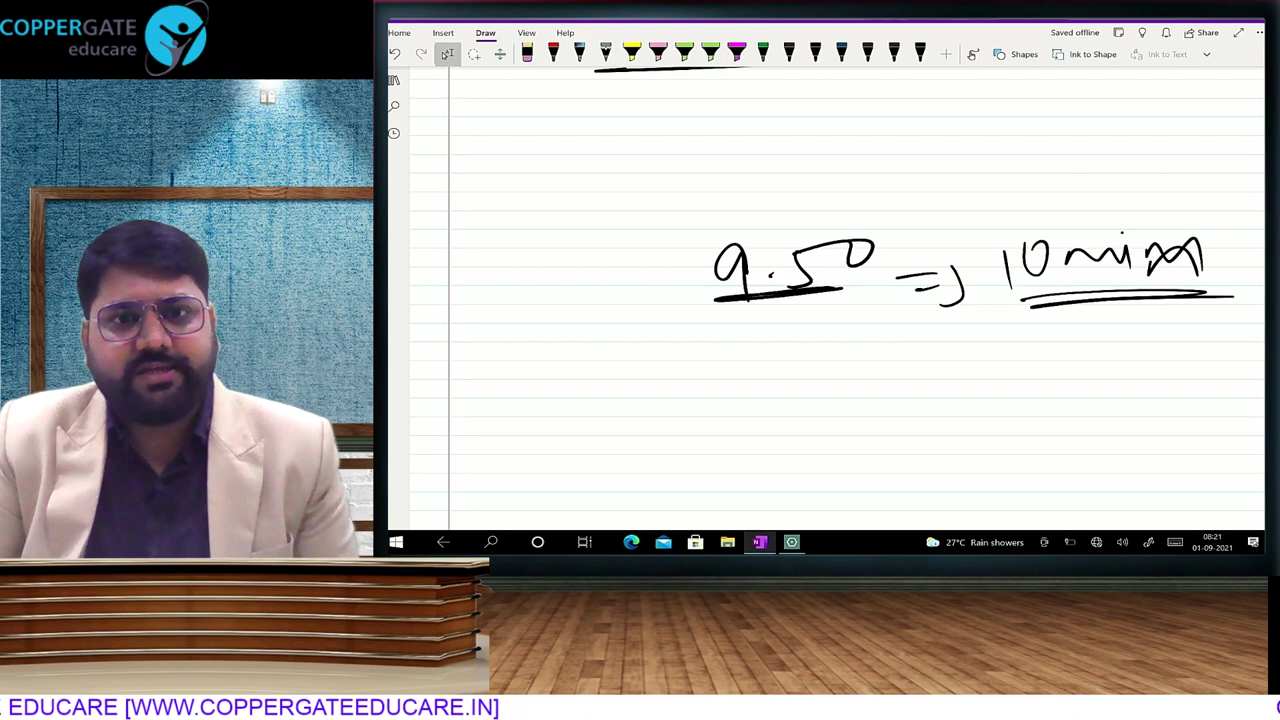 COPPERGATE
educare
Home Insert Draw View Help Saved offline Share
Shapes Ink to Shape Ink to Text
9.50 => 10 min
27°C Rain showers 08:21
01-09-2021
E EDUCARE [WWW.COPPERGATEEDUCARE.IN]